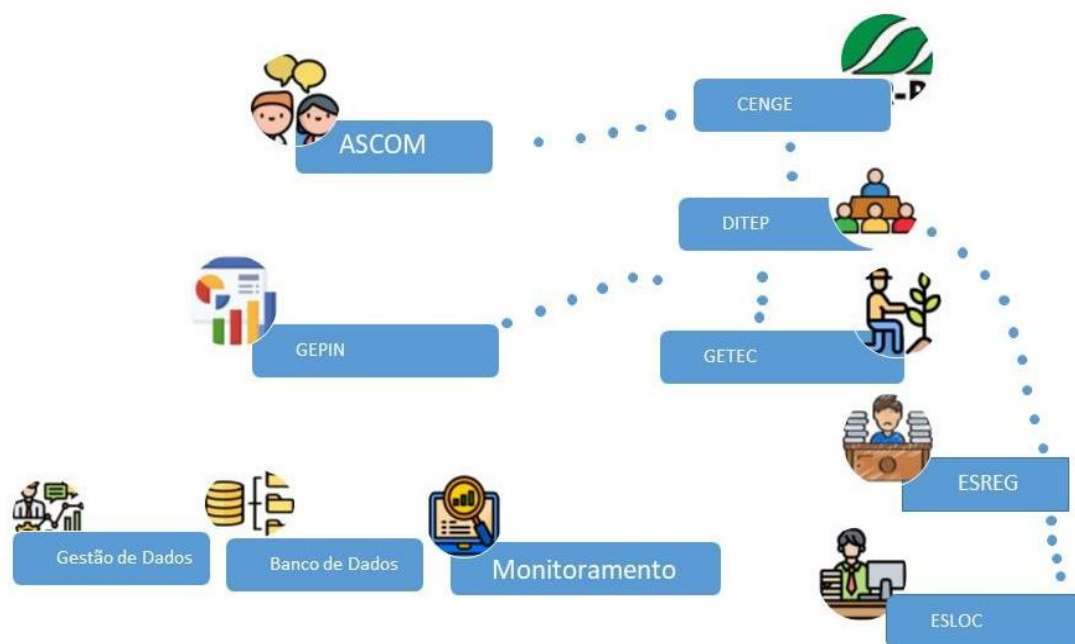 CENGE
ASCOM
DITEP
GEPIN
GETEC
ESREG
Gestão de Dados
Banco de Dados
Monitoramento
ESLOC